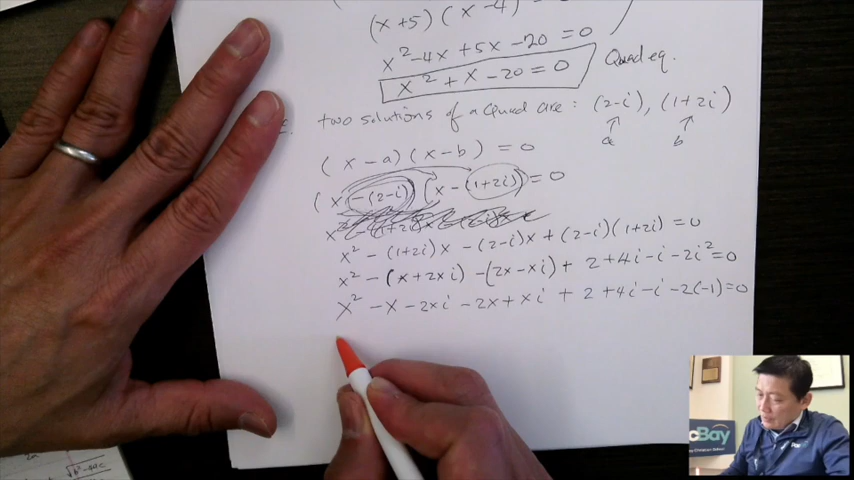 (x+5)(x-4)
x²-4x+5x-20=0
x²+x-20=0 Quad eq.
two solutions of a Quad are: (2-i), (1+2i)
a b
(x-a)(x-b)=0
(x-(2-i))(x-(1+2i))=0
x²-(1+2i)x-(2-i)x+(2-i)(1+2i)=0
x²-(x+2xi)-(2x-xi)+2+4i-i-2i²=0
x²-x-2xi-2x+xi+2+4i-i-2(-1)=0
cBay